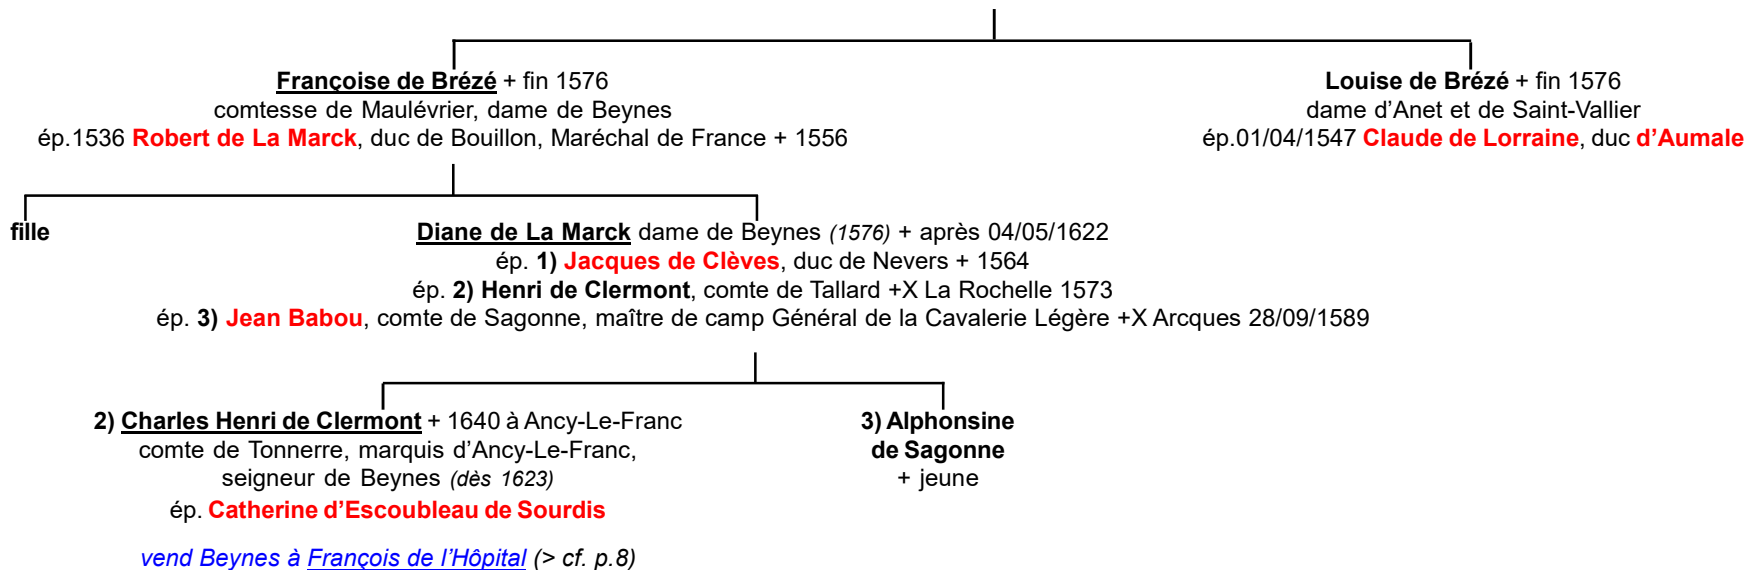 Françoise de Brézé + fin 1576
comtesse de Maulévrier, dame de Beynes
ép.1536 Robert de La Marck, duc de Bouillon, Maréchal de France + 1556
Louise de Brézé + fin 1576
dame d'Anet et de Saint-Vallier
ép.01/04/1547 Claude de Lorraine, duc d'Aumale
fille
Diane de La Marck dame de Beynes (1576) + après 04/05/1622
ép. 1) Jacques de Clèves, duc de Nevers + 1564
ép. 2) Henri de Clermont, comte de Tallard +X La Rochelle 1573
ép. 3) Jean Babou, comte de Sagonne, maître de camp Général de la Cavalerie Légère +X Arcques 28/09/1589
2) Charles Henri de Clermont + 1640 à Ancy-Le-Franc
comte de Tonnerre, marquis d'Ancy-Le-Franc,
seigneur de Beynes (dès 1623)
ép. Catherine d'Escoubleau de Sourdis
vend Beynes à François de l'Hôpital (> cf. p.8)
3) Alphonsine
de Sagonne
+ jeune